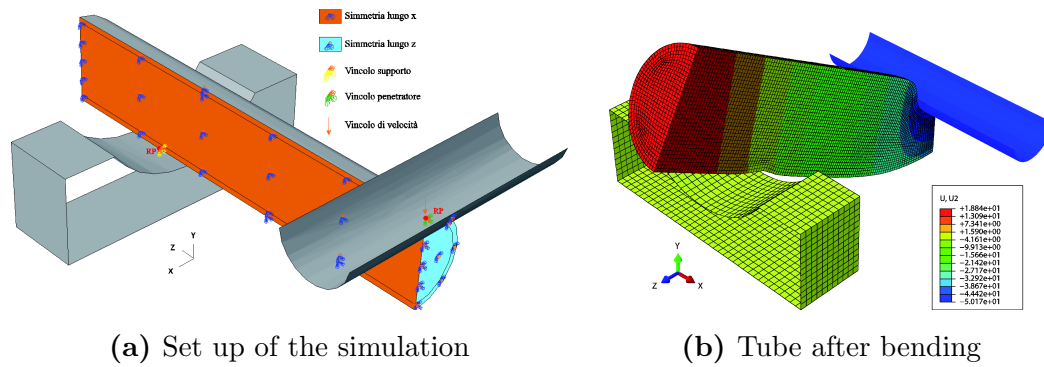 Simmetria lungo x
Simmetria lungo z
Vincolo supporto
Vincolo penetratore
Vincolo di velocità
RP
RP
Y
Z
X
U, U2
+1.884e+01
+1.309e+01
+7.341e+00
+1.590e+00
-4.161e+00
-9.913e+00
-1.566e+01
-2.142e+01
-2.717e+01
-3.292e+01
-3.867e+01
-4.442e+01
-5.017e+01
Y
Z
X
(a) Set up of the simulation
(b) Tube after bending